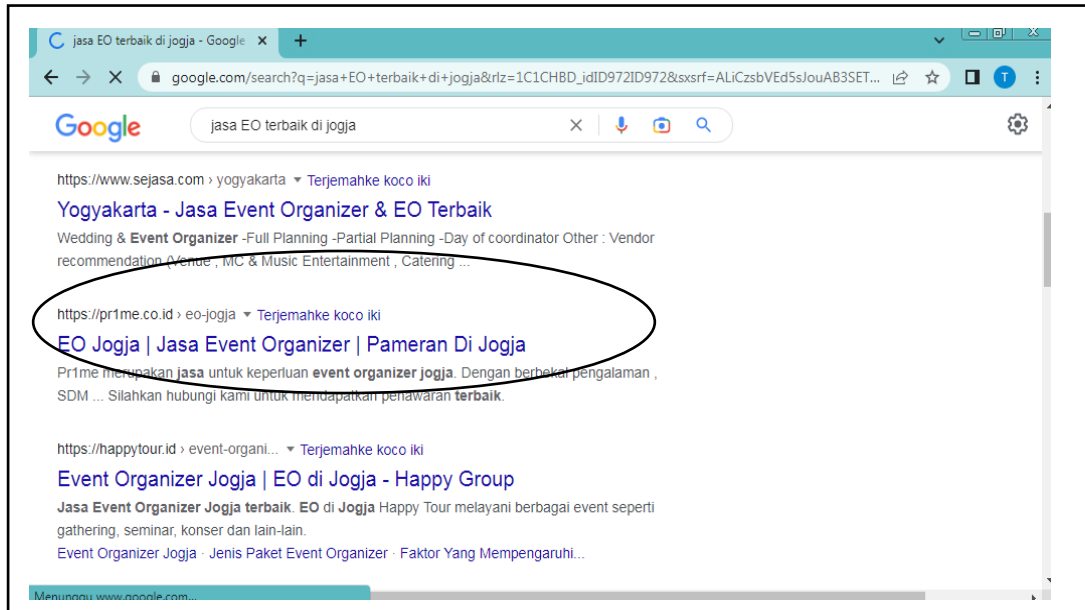 jasa EO terbaik di jogja - Google
google.com/search?q=jasa+EO+terbaik+di+jogja&rlz=1C1CHBD_idID972ID972&sxsrf=ALiCzsbVEd5sJouAB3SET...
T
Google
jasa EO terbaik di jogja
https://www.sejasa.com › yogyakarta Terjemahke koco iki
Yogyakarta - Jasa Event Organizer & EO Terbaik
Wedding & Event Organizer -Full Planning -Partial Planning -Day of coordinator Other : Vendor
recommendation (Venue , MC & Music Entertainment , Catering ...
https://pr1me.co.id › eo-jogja Terjemahke koco iki
EO Jogja | Jasa Event Organizer | Pameran Di Jogja
Pr1me merupakan jasa untuk keperluan event organizer jogja. Dengan berbekal pengalaman ,
SDM ... Silahkan hubungi kami untuk mendapatkan penawaran terbaik.
https://happytour.id › event-organi... Terjemahke koco iki
Event Organizer Jogja | EO di Jogja - Happy Group
Jasa Event Organizer Jogja terbaik. EO di Jogja Happy Tour melayani berbagai event seperti
gathering, seminar, konser dan lain-lain.
Event Organizer Jogja · Jenis Paket Event Organizer · Faktor Yang Mempengaruhi...
Menunggu www.google.com...